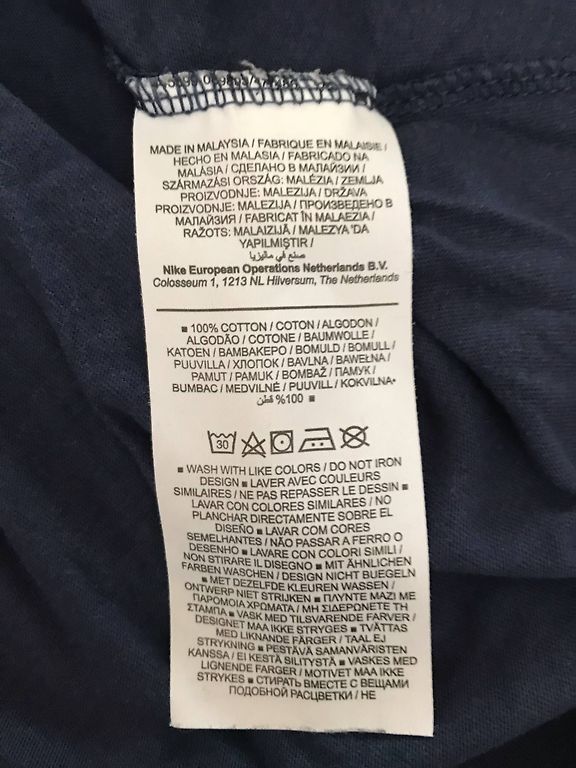 MADE IN MALAYSIA / FABRIQUE EN MALAISIE /
HECHO EN MALASIA / FABRICADO NA
MALÁSIA / СДЕЛАНО В МАЛАЙЗИИ /
SZÁRMAZÁSI ORSZÁG: MALÉZIA / ZEMLJA
PROIZVODNJE: MALEZIJA / DRŽAVA
PROIZVODNJE: MALEZIJA / ПРОИЗВЕДЕНО В
МАЛАЙЗИЯ / FABRICAT ÎN MALAEZIA /
RAŽOTS: MALAIZIJĀ / MALEZYA 'DA
YAPILMIŞTIR /
صنع في ماليزيا
Nike European Operations Netherlands B.V.
Colosseum 1, 1213 NL Hilversum, The Netherlands
■ 100% COTTON / COTON / ALGODON /
ALGODÃO / COTONE / BAUMWOLLE /
KATOEN / ΒΑΜΒΑΚΕΡΟ / BOMULD / BOMULL /
PUUVILLA / ХЛОПОК / BAVLNA / BAWEŁNA /
PAMUT / PAMUK / BOMBAŽ / ПАМУК /
BUMBAC / MEDVILNĖ / PUUVILL / KOKVILNA•
%100 قطن ■
30
■ WASH WITH LIKE COLORS / DO NOT IRON
DESIGN ■ LAVER AVEC COULEURS
SIMILAIRES / NE PAS REPASSER LE DESSIN ■
LAVAR CON COLORES SIMILARES / NO
PLANCHAR DIRECTAMENTE SOBRE EL
DISEÑO ■ LAVAR COM CORES
SEMELHANTES / NÃO PASSAR A FERRO O
DESENHO ■ LAVARE CON COLORI SIMILI /
NON STIRARE IL DISEGNO ■ MIT ÄHNLICHEN
FARBEN WASCHEN / DESIGN NICHT BUEGELN
■ MET DEZELFDE KLEUREN WASSEN /
ONTWERP NIET STRIJKEN ■ ΠΛΥΝΤΕ ΜΑΖΙ ΜΕ
ΠΑΡΟΜΟΙΑ ΧΡΩΜΑΤΑ / ΜΗ ΣΙΔΕΡΩΝΕΤΕ ΤΗ
ΣΤΑΜΠΑ ■ VASK MED TILSVARENDE FARVER /
DESIGNET MAA IKKE STRYGES ■ TVÄTTAS
MED LIKNANDE FÄRGER / TAAL EJ
STRYKNING ■ PESTÄVÄ SAMANVÄRISTEN
KANSSA / EI KESTÄ SILITYSTÄ ■ VASKES MED
LIGNENDE FARGER / MOTIVET MAA IKKE
STRYKES ■ СТИРАТЬ ВМЕСТЕ С ВЕЩАМИ
ПОДОБНОЙ РАСЦВЕТКИ / НЕ